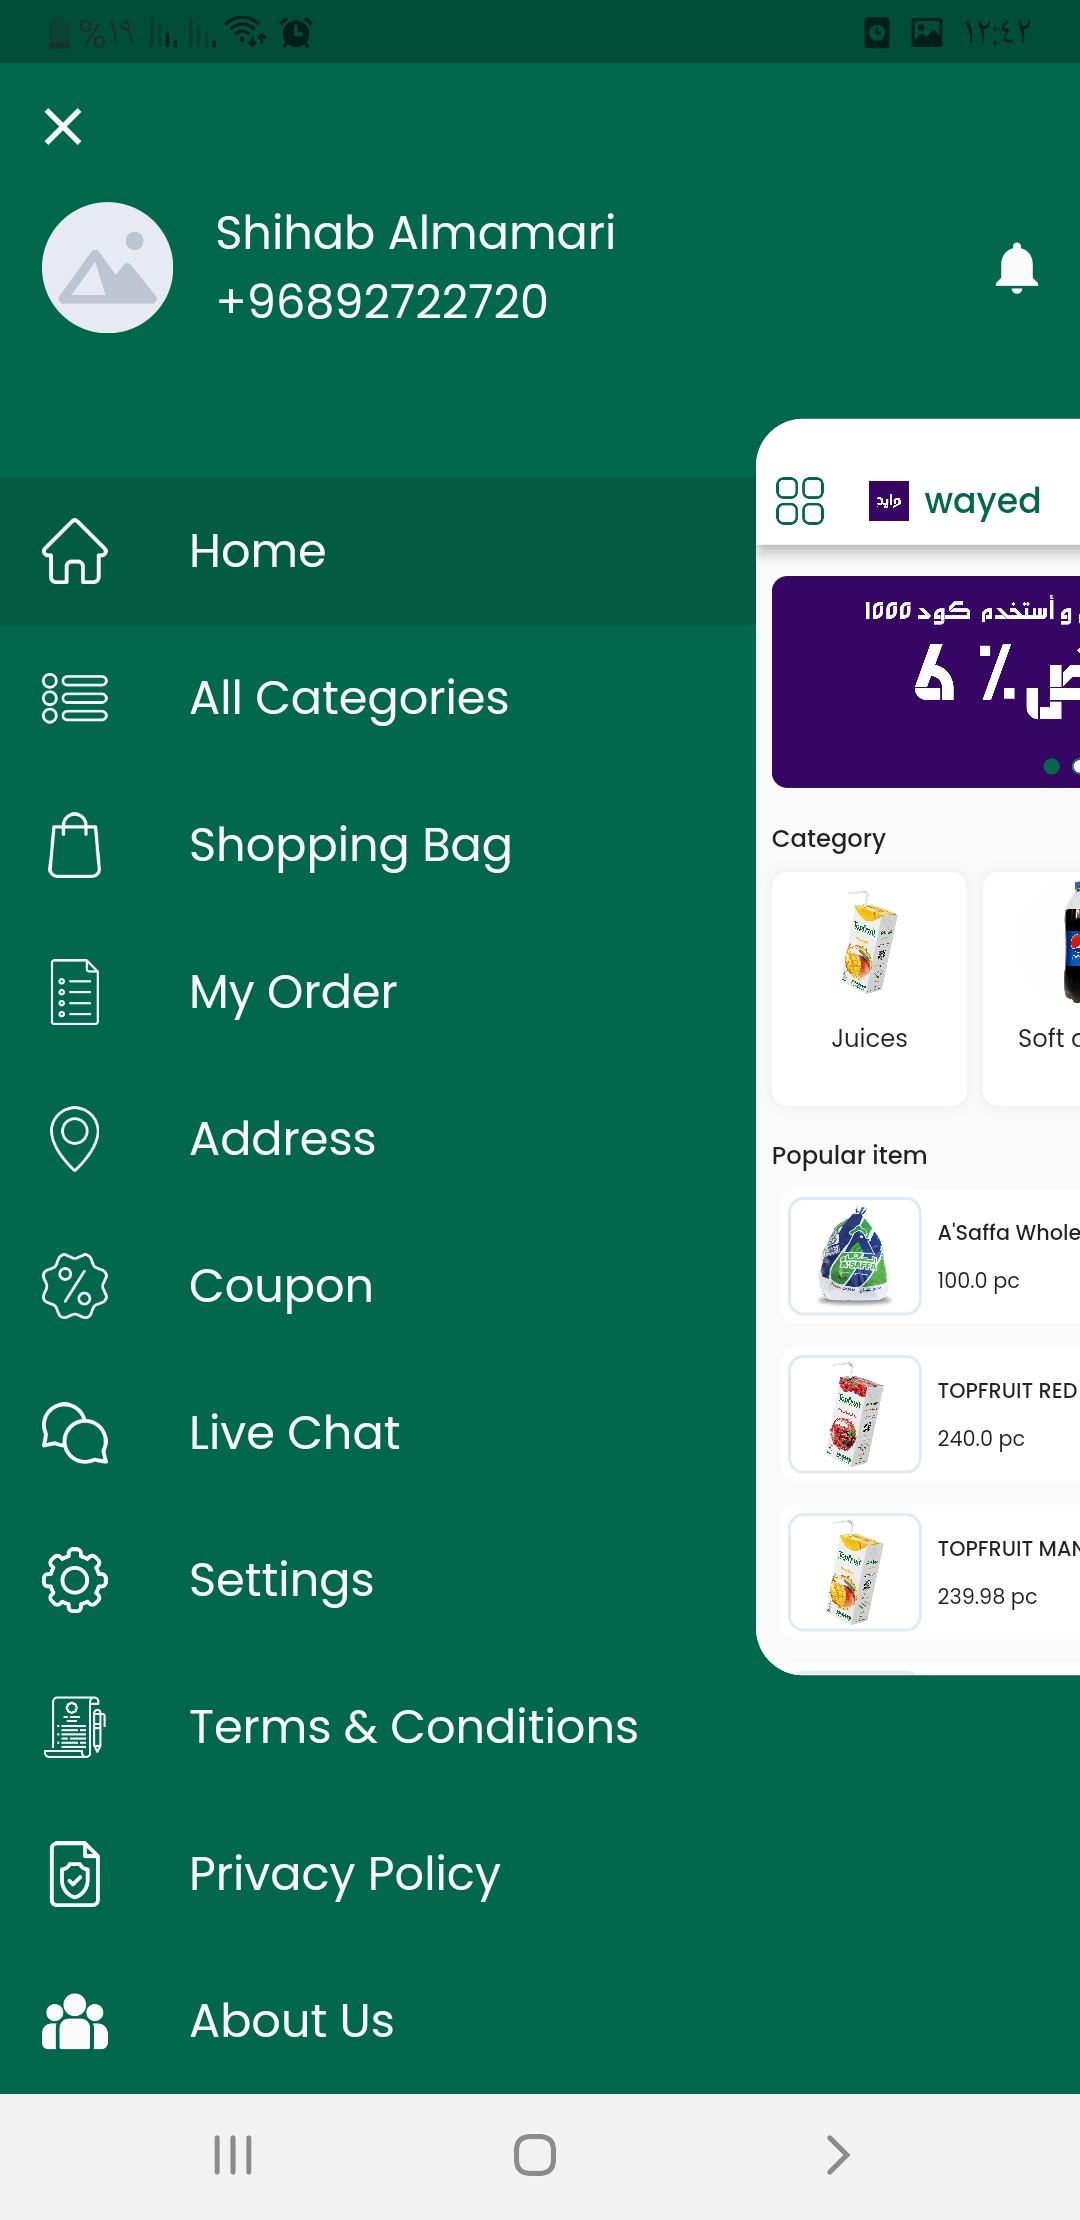 %١٩
١٢:٤٢
Shihab Almamari
+96892722720
وايد
wayed
Home
و أستخدم كود 1000
All Categories
Shopping Bag
Category
My Order
Juices
Soft
Address
Popular item
A'Saffa Whole
100.0 pc
Coupon
TOPFRUIT RED
240.0 pc
Live Chat
TOPFRUIT MAN
239.98 pc
Settings
Terms & Conditions
Privacy Policy
About Us